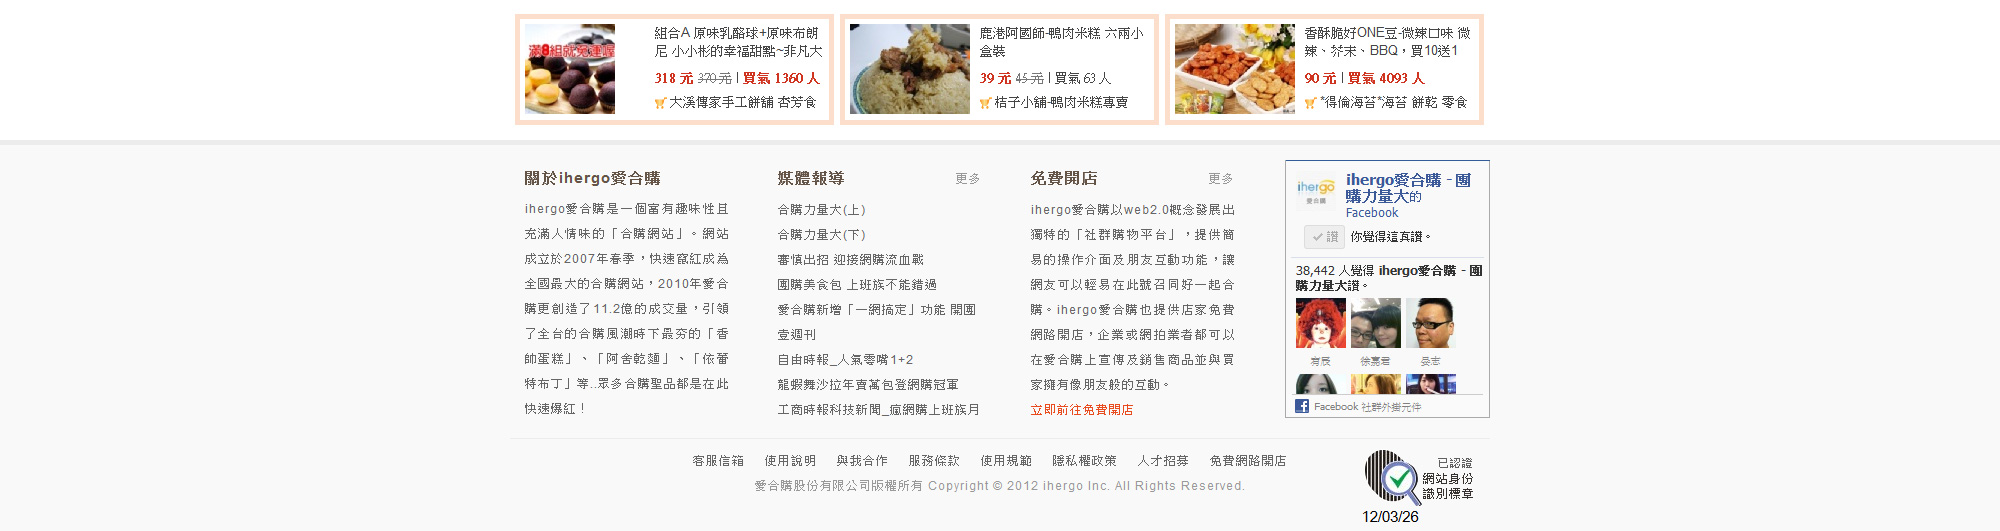 滿8組就免運喔
組合A 原味乳酪球+原味布朗
尼 小小彬的幸福甜點~非凡大
318 元 370 元 | 買氣 1360 人
大溪傳家手工餅舖 杏芳食
鹿港阿國師-鴨肉米糕 六兩小
盒裝
39 元 45 元 | 買氣 63 人
桔子小舖-鴨肉米糕專賣
香酥脆好ONE豆-微辣口味 微
辣、芥末、BBQ，買10送1
90 元 | 買氣 4093 人
*得倫海苔*海苔 餅乾 零食
關於ihergo愛合購
ihergo愛合購是一個富有趣味性且
充滿人情味的「合購網站」。網站
成立於2007年春季，快速竄紅成為
全國最大的合購網站，2010年愛合
購更創造了11.2億的成交量，引領
了全台的合購風潮時下最夯的「香
帥蛋糕」、「阿舍乾麵」、「依蕾
特布丁」等..眾多合購聖品都是在此
快速爆紅！
媒體報導 更多
合購力量大(上)
合購力量大(下)
審慎出招 迎接網購流血戰
團購美食包 上班族不能錯過
愛合購新增「一網搞定」功能 開團
壹週刊
自由時報_人氣零嘴1+2
龍蝦舞沙拉年賣萬包登網購冠軍
工商時報科技新聞_瘋網購上班族月
免費開店 更多
ihergo愛合購以web2.0概念發展出
獨特的「社群購物平台」，提供簡
易的操作介面及朋友互動功能，讓
網友可以輕易在此號召同好一起合
購。ihergo愛合購也提供店家免費
網路開店，企業或網拍業者都可以
在愛合購上宣傳及銷售商品並與買
家擁有像朋友般的互動。
立即前往免費開店
ihergo
愛合購
ihergo愛合購 - 團
購力量大的
Facebook
讚 你覺得這真讚。
38,442 人覺得 ihergo愛合購 - 團
購力量大讚。
宥辰 徐嘉君 晏志
Facebook 社群外掛元件
客服信箱 使用說明 與我合作 服務條款 使用規範 隱私權政策 人才招募 免費網路開店
愛合購股份有限公司版權所有 Copyright © 2012 ihergo Inc. All Rights Reserved.
已認證
網站身份
識別標章
12/03/26